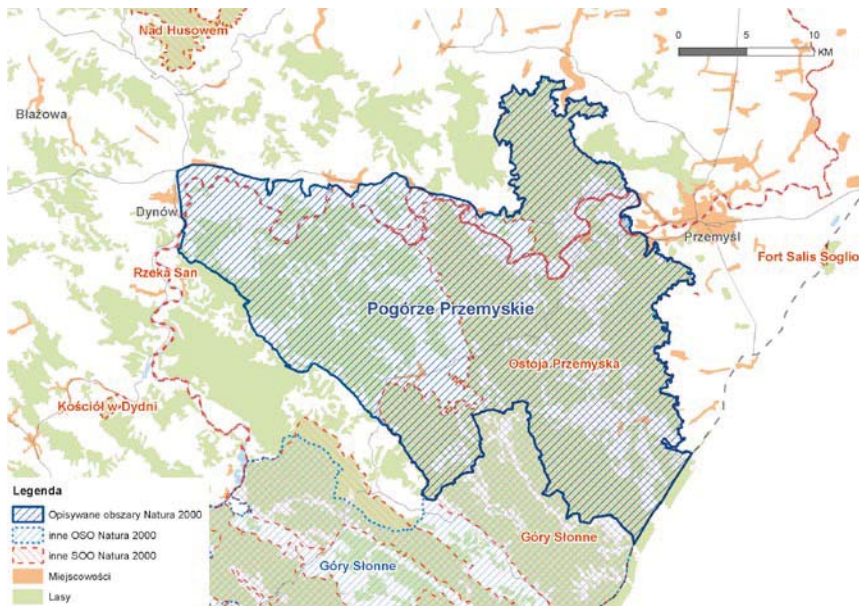 Nad Husowem
0 5 10
KM
Błażowa
Dynów
Przemyśl
Fort Salis Soglio
Rzeka San
Pogórze Przemyskie
Ostoja Przemyska
Kościół w Dydni
Góry Słonne
Góry Słonne
Legenda
Opisywane obszary Natura 2000
inne OSO Natura 2000
inne SOO Natura 2000
Miejscowości
Lasy